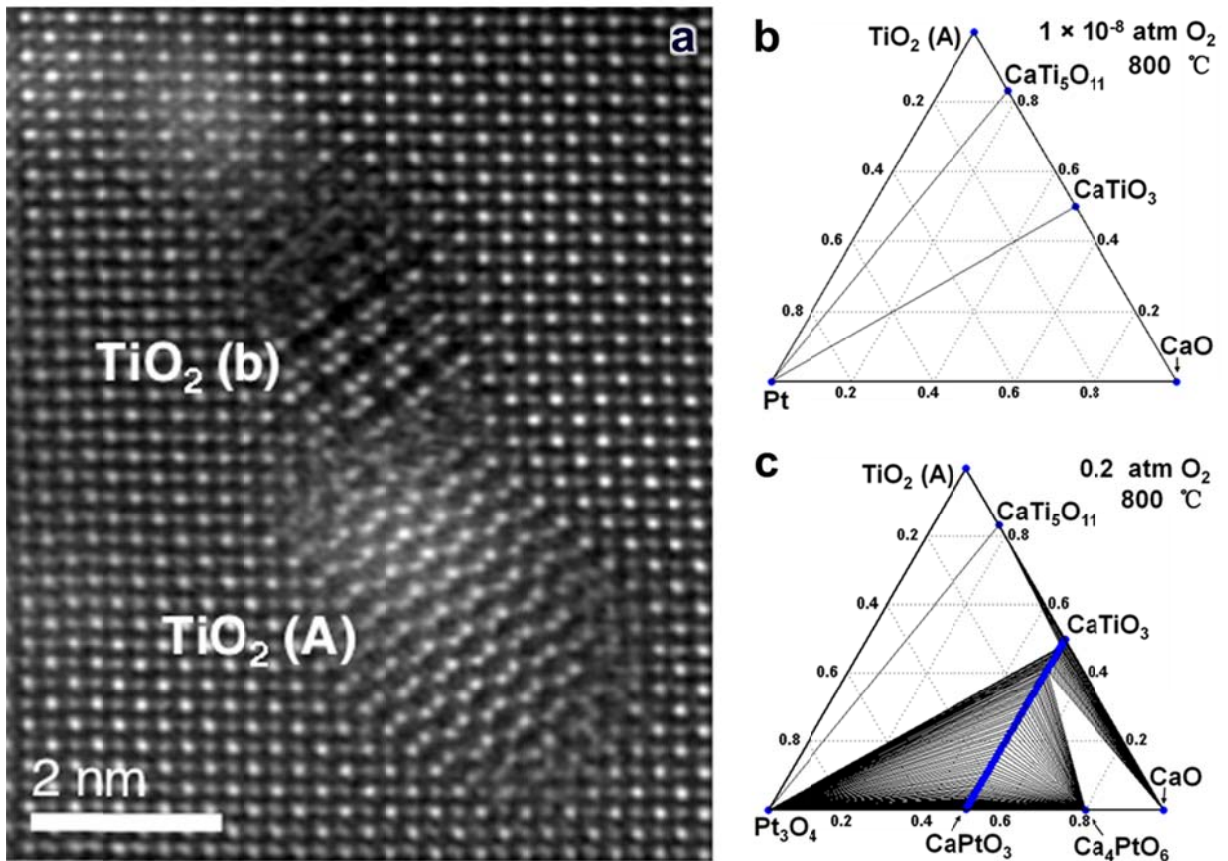 a
TiO₂ (b)
TiO₂ (A)
2 nm
b
1 × 10⁻⁸ atm O₂
800 ℃
TiO₂ (A)
CaTi₅O₁₁
0.2
0.8
0.4
0.6
CaTiO₃
0.6
0.4
0.8
0.2
CaO
Pt
0.2
0.4
0.6
0.8
c
0.2 atm O₂
800 ℃
TiO₂ (A)
CaTi₅O₁₁
0.2
0.8
0.4
0.6
CaTiO₃
0.6
0.4
0.8
0.2
CaO
Pt₃O₄
0.2
0.4
0.6
0.8
CaPtO₃
Ca₄PtO₆